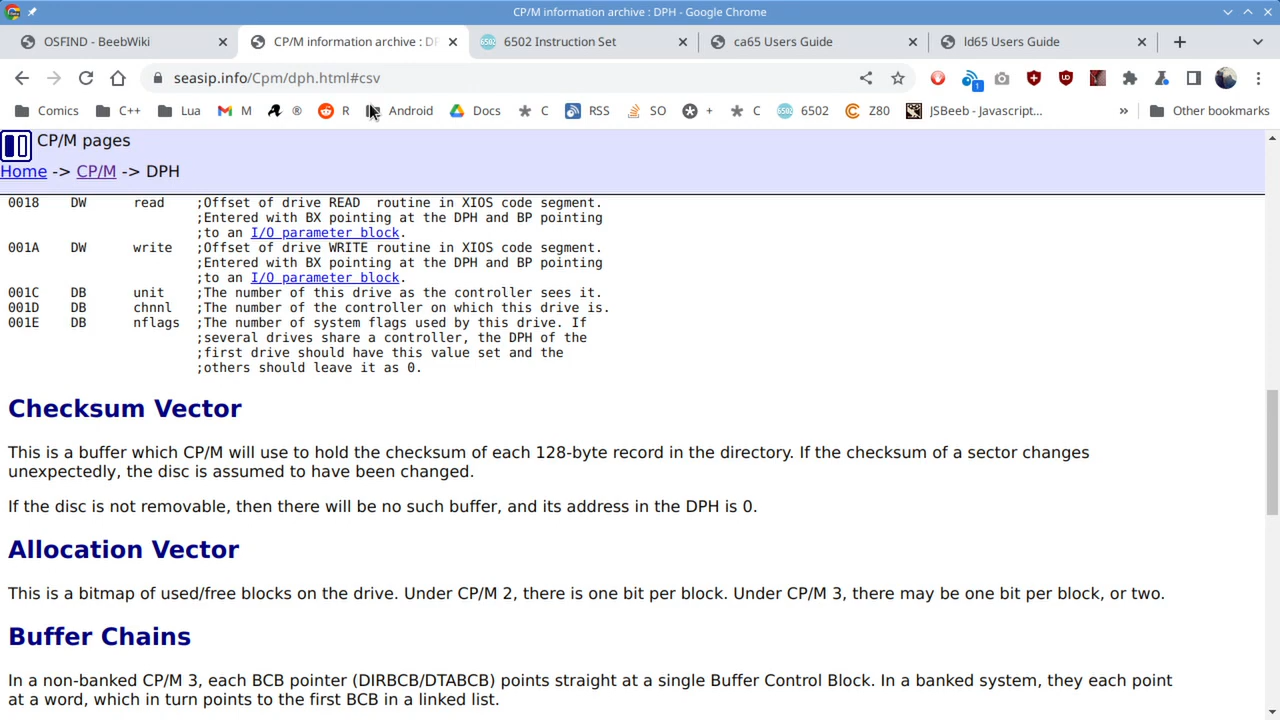 CP/M information archive : DPH - Google Chrome
OSFIND - BeebWiki
CP/M information archive : DP
6502 Instruction Set
ca65 Users Guide
ld65 Users Guide
seasip.info/Cpm/dph.html#csv
Comics C++ Lua M ® R Android Docs C RSS SO + C 6502 Z80 JSBeeb - Javascript... » Other bookmarks
CP/M pages
Home -> CP/M -> DPH
0018 DW read ;Offset of drive READ routine in XIOS code segment.
;Entered with BX pointing at the DPH and BP pointing
;to an I/O parameter block.
001A DW write ;Offset of drive WRITE routine in XIOS code segment.
;Entered with BX pointing at the DPH and BP pointing
;to an I/O parameter block.
001C DB unit ;The number of this drive as the controller sees it.
001D DB chnnl ;The number of the controller on which this drive is.
001E DB nflags ;The number of system flags used by this drive. If
;several drives share a controller, the DPH of the
;first drive should have this value set and the
;others should leave it as 0.
Checksum Vector
This is a buffer which CP/M will use to hold the checksum of each 128-byte record in the directory. If the checksum of a sector changes
unexpectedly, the disc is assumed to have been changed.
If the disc is not removable, then there will be no such buffer, and its address in the DPH is 0.
Allocation Vector
This is a bitmap of used/free blocks on the drive. Under CP/M 2, there is one bit per block. Under CP/M 3, there may be one bit per block, or two.
Buffer Chains
In a non-banked CP/M 3, each BCB pointer (DIRBCB/DTABCB) points straight at a single Buffer Control Block. In a banked system, they each point
at a word, which in turn points to the first BCB in a linked list.